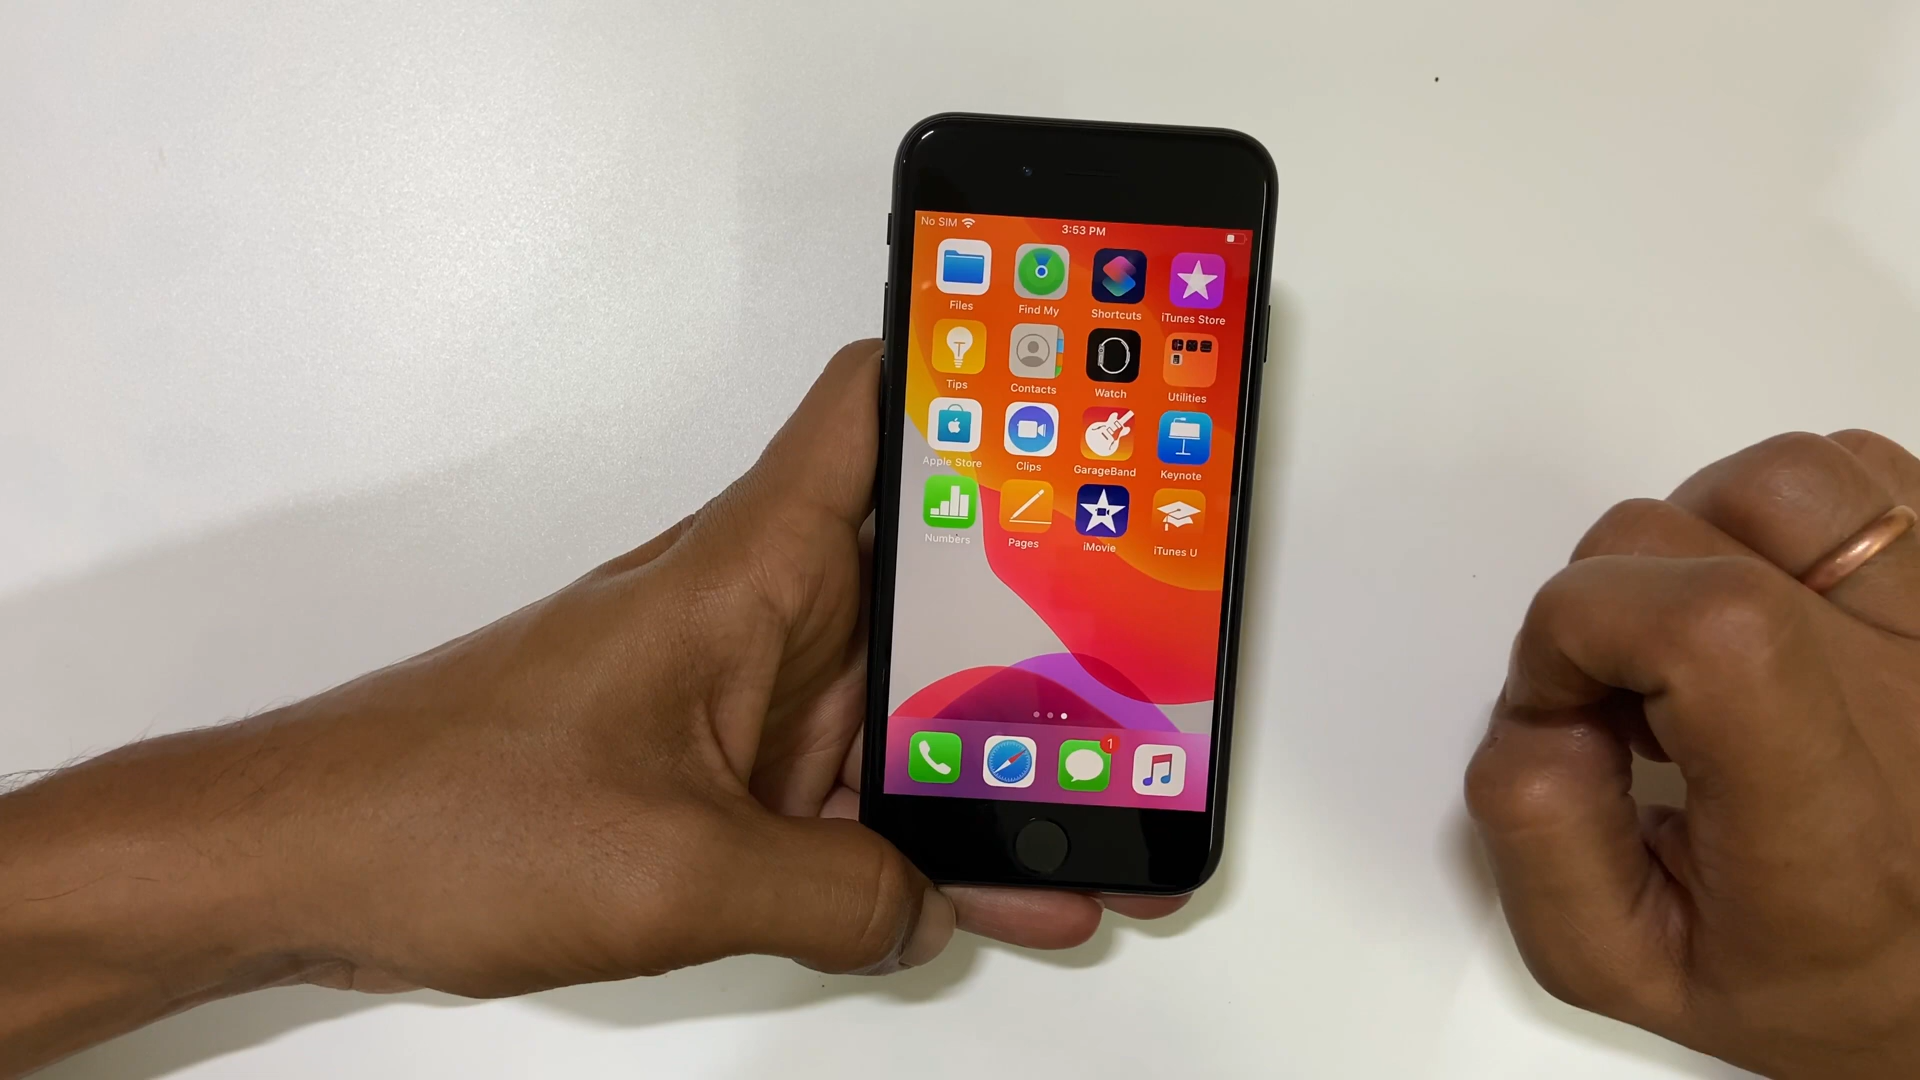 No SIM 3:53 PM
Files Find My Shortcuts iTunes Store
Tips Contacts Watch Utilities
Apple Store Clips GarageBand Keynote
Numbers Pages iMovie iTunes U
1